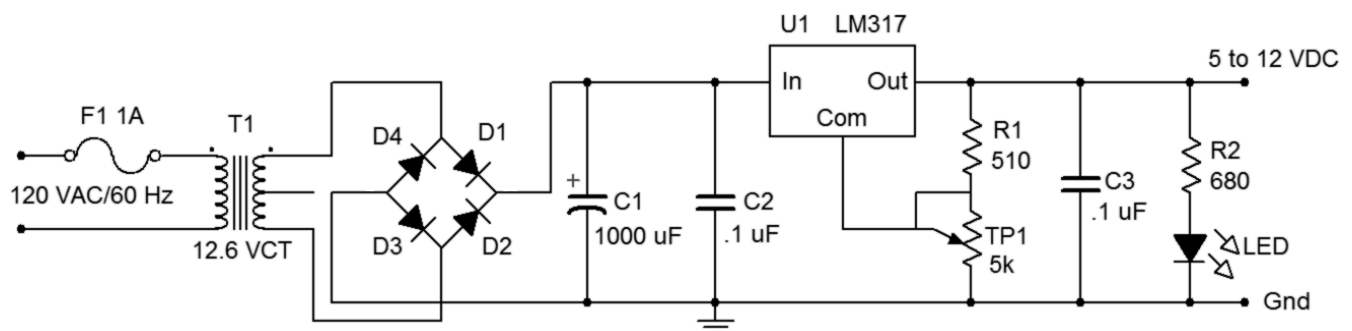 U1 LM317
5 to 12 VDC
F1 1A
T1
D4
D1
In
Out
Com
R1
510
R2
680
120 VAC/60 Hz
12.6 VCT
D3
D2
+
C1
1000 uF
C2
.1 uF
TP1
5k
C3
.1 uF
LED
Gnd